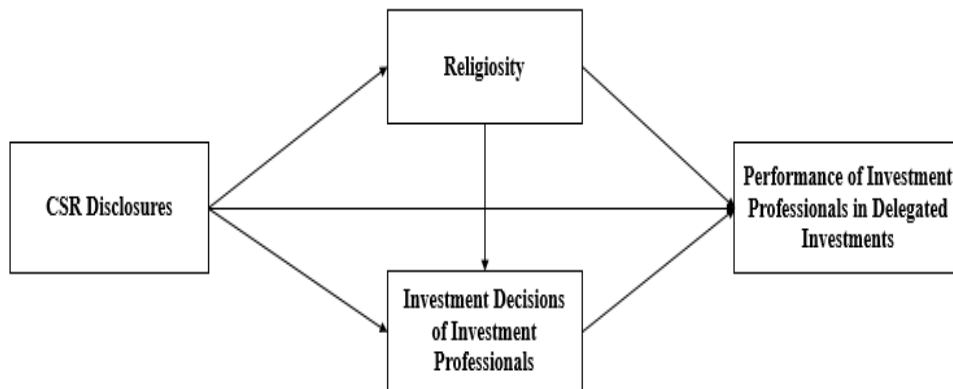 Religiosity
CSR Disclosures
Performance of Investment
Professionals in Delegated
Investments
Investment Decisions
of Investment
Professionals